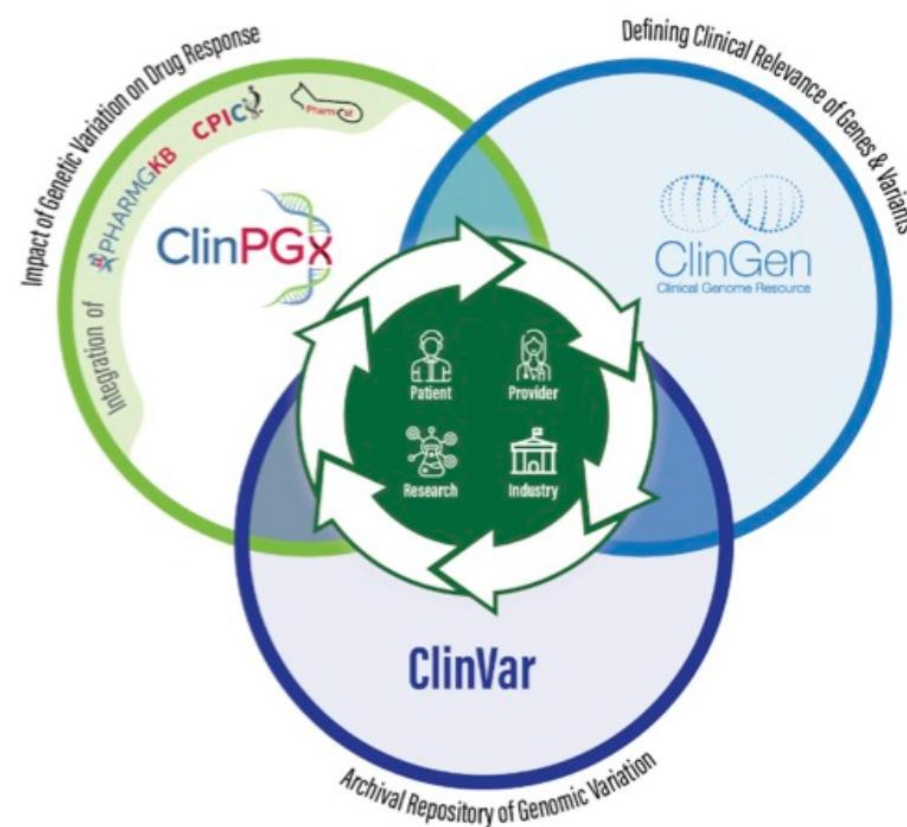 Impact of Genetic Variation on Drug Response
Defining Clinical Relevance of Genes & Variants
Integration of
PHARMGKB
CPIC
PharmCAT
ClinPGx
ClinGen
Clinical Genome Resource
Patient
Provider
Research
Industry
ClinVar
Archival Repository of Genomic Variation